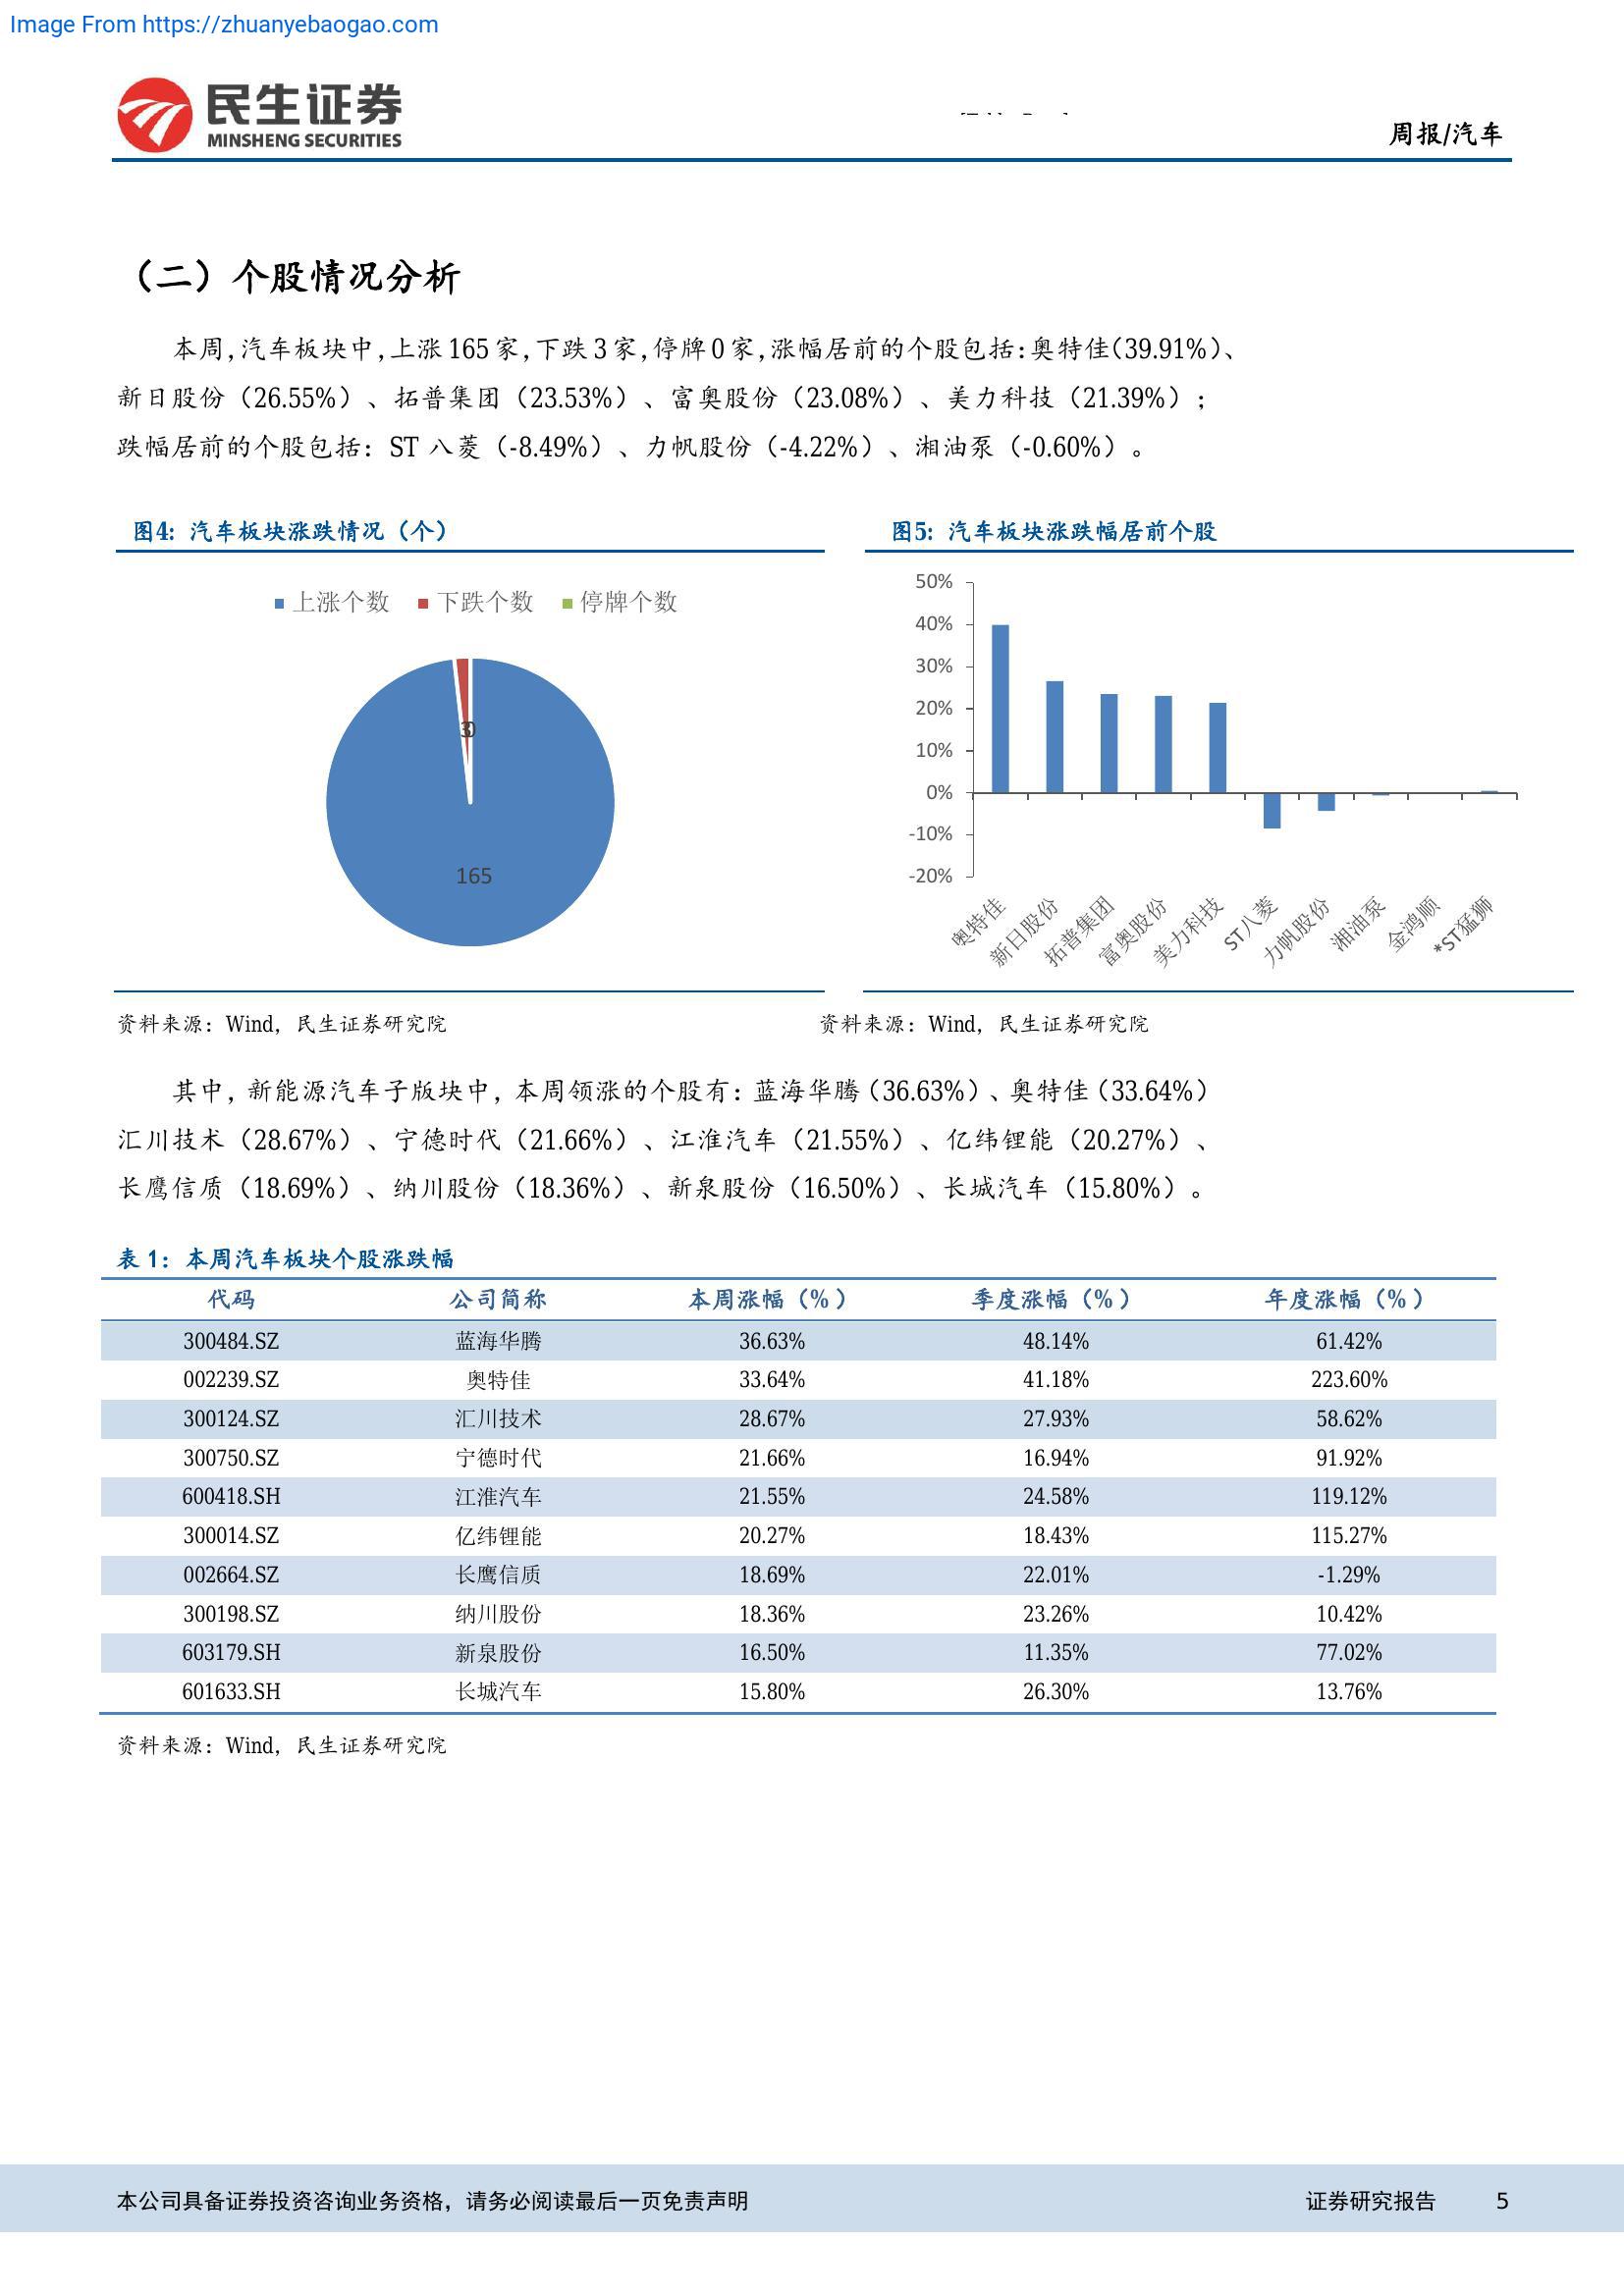 Image From https://zhuanyebaogao.com
民生证券
MINSHENG SECURITIES
周报/汽车
（二）个股情况分析
本周，汽车板块中，上涨 165 家，下跌 3 家，停牌 0 家，涨幅居前的个股包括：奥特佳（39.91%）、
新日股份（26.55%）、拓普集团（23.53%）、富奥股份（23.08%）、美力科技（21.39%）；
跌幅居前的个股包括：ST 八菱（-8.49%）、力帆股份（-4.22%）、湘油泵（-0.60%）。
图4：汽车板块涨跌情况（个）
上涨个数 下跌个数 停牌个数
3 0
165
图5：汽车板块涨跌幅居前个股
50%
40%
30%
20%
10%
0%
-10%
-20%
奥特佳 新日股份 拓普集团 富奥股份 美力科技 ST八菱 力帆股份 湘油泵 金鸿顺 *ST猛狮
资料来源：Wind，民生证券研究院
资料来源：Wind，民生证券研究院
其中，新能源汽车子版块中，本周领涨的个股有：蓝海华腾（36.63%）、奥特佳（33.64%）
汇川技术（28.67%）、宁德时代（21.66%）、江淮汽车（21.55%）、亿纬锂能（20.27%）、
长鹰信质（18.69%）、纳川股份（18.36%）、新泉股份（16.50%）、长城汽车（15.80%）。
表 1：本周汽车板块个股涨跌幅
代码 公司简称 本周涨幅（%） 季度涨幅（%） 年度涨幅（%）
300484.SZ 蓝海华腾 36.63% 48.14% 61.42%
002239.SZ 奥特佳 33.64% 41.18% 223.60%
300124.SZ 汇川技术 28.67% 27.93% 58.62%
300750.SZ 宁德时代 21.66% 16.94% 91.92%
600418.SH 江淮汽车 21.55% 24.58% 119.12%
300014.SZ 亿纬锂能 20.27% 18.43% 115.27%
002664.SZ 长鹰信质 18.69% 22.01% -1.29%
300198.SZ 纳川股份 18.36% 23.26% 10.42%
603179.SH 新泉股份 16.50% 11.35% 77.02%
601633.SH 长城汽车 15.80% 26.30% 13.76%
资料来源：Wind，民生证券研究院
本公司具备证券投资咨询业务资格，请务必阅读最后一页免责声明
证券研究报告 5